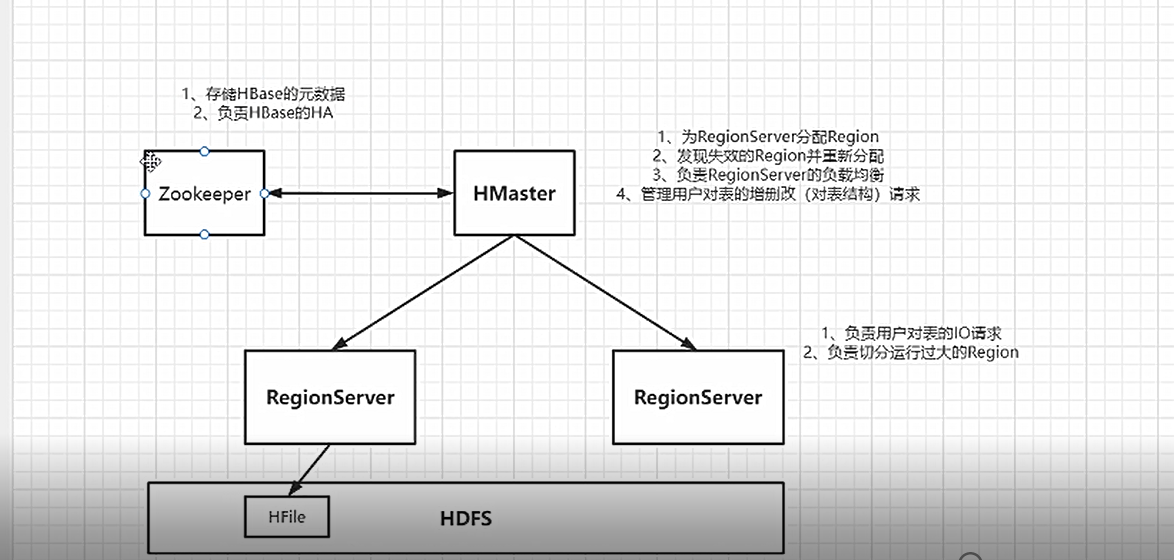 1、存储HBase的元数据
2、负责HBase的HA
Zookeeper
HMaster
1、为RegionServer分配Region
2、发现失效的Region并重新分配
3、负责RegionServer的负载均衡
4、管理用户对表的增删改（对表结构）请求
1、负责用户对表的IO请求
2、负责切分运行过大的Region
RegionServer
RegionServer
HFile
HDFS